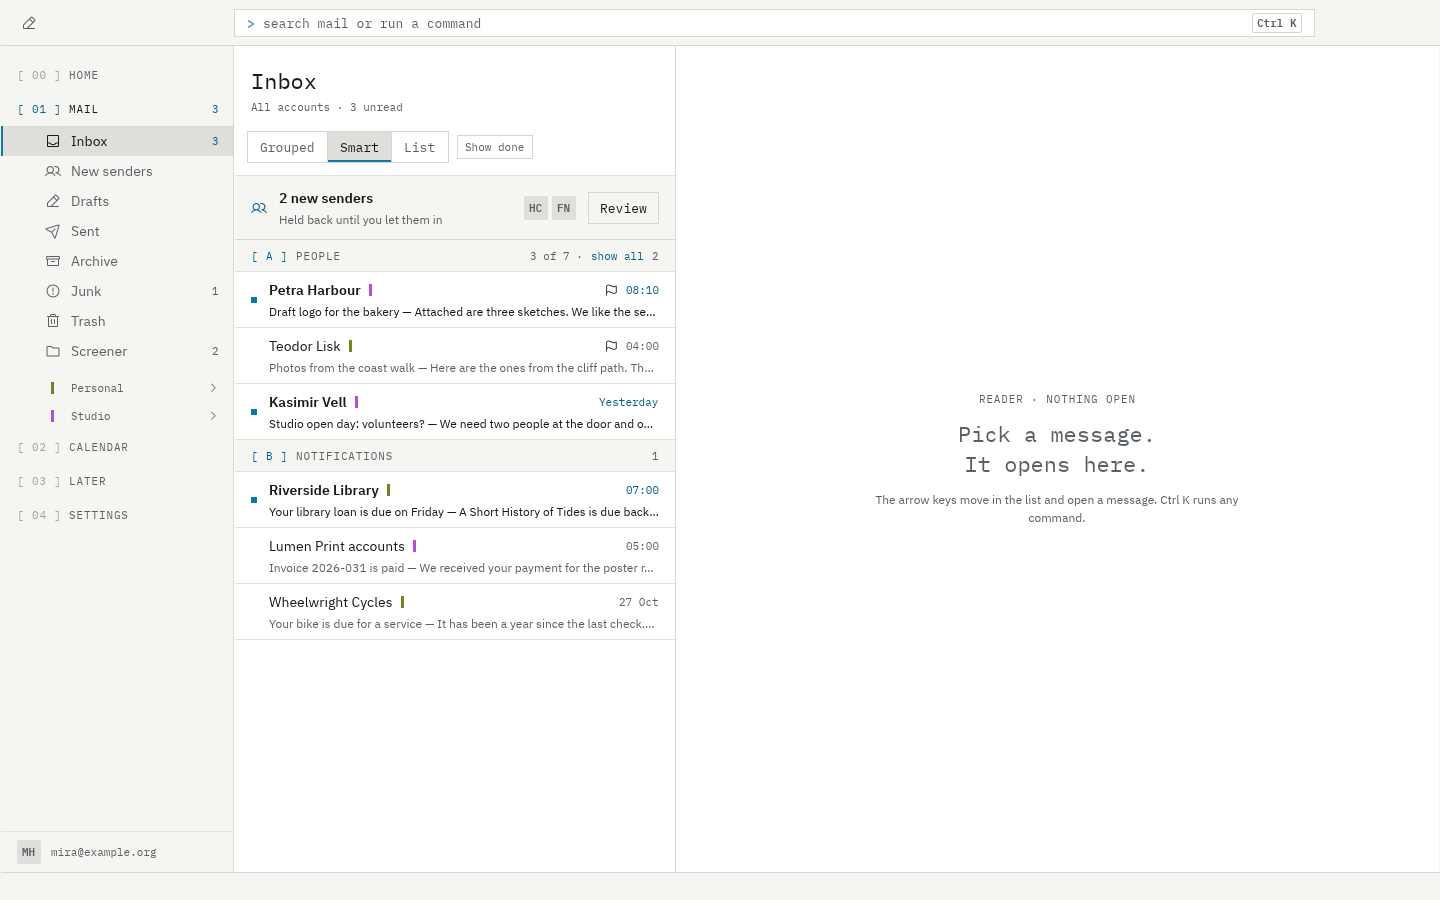 > search mail or run a command Ctrl K
[ 00 ] HOME
[ 01 ] MAIL 3
Inbox 3
New senders
Drafts
Sent
Archive
Junk 1
Trash
Screener 2
Personal
Studio
[ 02 ] CALENDAR
[ 03 ] LATER
[ 04 ] SETTINGS
MH mira@example.org
Inbox
All accounts · 3 unread
Grouped Smart List Show done
2 new senders
Held back until you let them in
HC FN Review
[ A ] PEOPLE 3 of 7 · show all 2
Petra Harbour 08:10
Draft logo for the bakery — Attached are three sketches. We like the se…
Teodor Lisk 04:00
Photos from the coast walk — Here are the ones from the cliff path. Th…
Kasimir Vell Yesterday
Studio open day: volunteers? — We need two people at the door and o…
[ B ] NOTIFICATIONS 1
Riverside Library 07:00
Your library loan is due on Friday — A Short History of Tides is due back…
Lumen Print accounts 05:00
Invoice 2026-031 is paid — We received your payment for the poster r…
Wheelwright Cycles 27 Oct
Your bike is due for a service — It has been a year since the last check.…
READER · NOTHING OPEN
Pick a message.
It opens here.
The arrow keys move in the list and open a message. Ctrl K runs any
command.